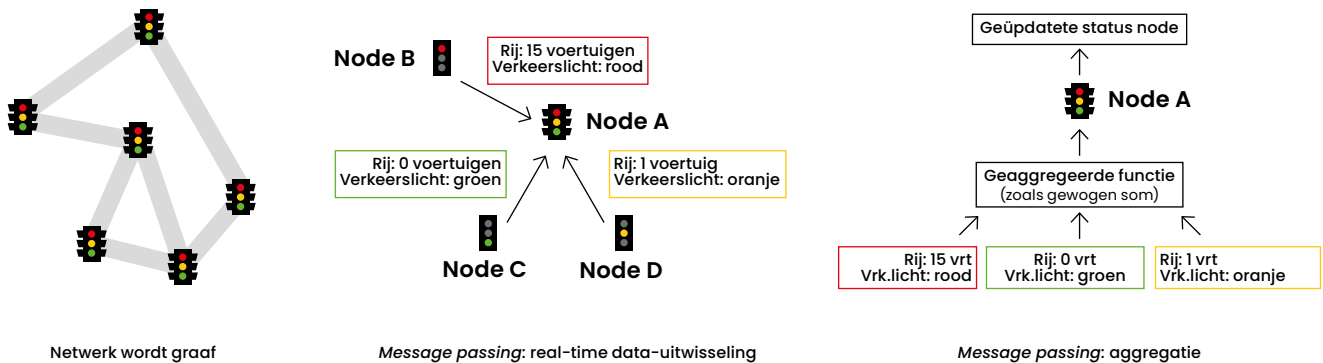 Node B
Rij: 15 voertuigen
Verkeerslicht: rood
Node A
Rij: 0 voertuigen
Verkeerslicht: groen
Rij: 1 voertuig
Verkeerslicht: oranje
Node C
Node D
Geüpdatete status node
Node A
Geaggregeerde functie
(zoals gewogen som)
Rij: 15 vrt
Vrk.licht: rood
Rij: 0 vrt
Vrk.licht: groen
Rij: 1 vrt
Vrk.licht: oranje
Netwerk wordt graaf
Message passing: real-time data-uitwisseling
Message passing: aggregatie